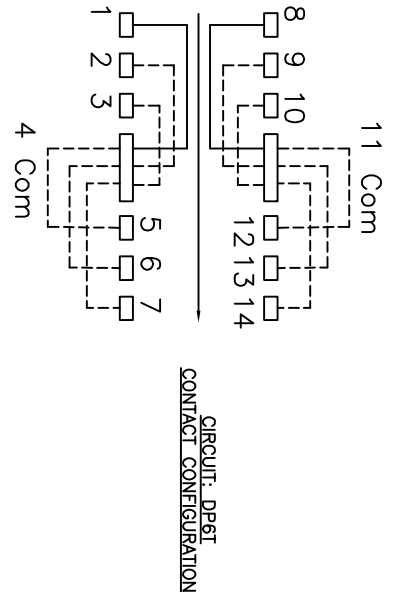 11 Com
8 9 10 12 13 14
1 2 3 5 6 7
4 Com
CIRCUIT: DP6T
CONTACT CONFIGURATION